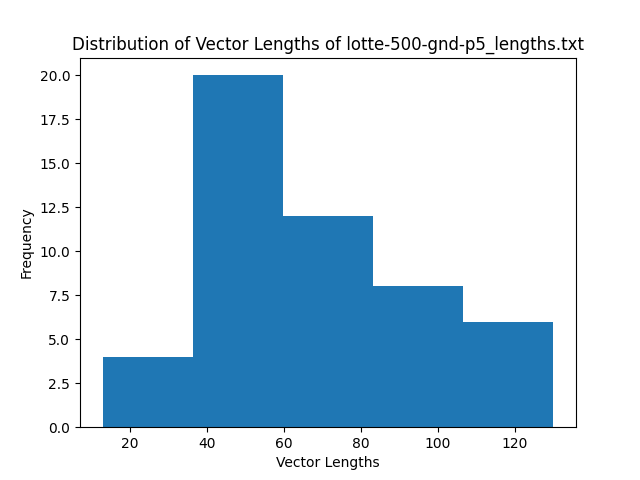 Distribution of Vector Lengths of lotte-500-gnd-p5_lengths.txt
20.0
17.5
15.0
12.5
10.0
7.5
5.0
2.5
0.0
Frequency
20 40 60 80 100 120
Vector Lengths